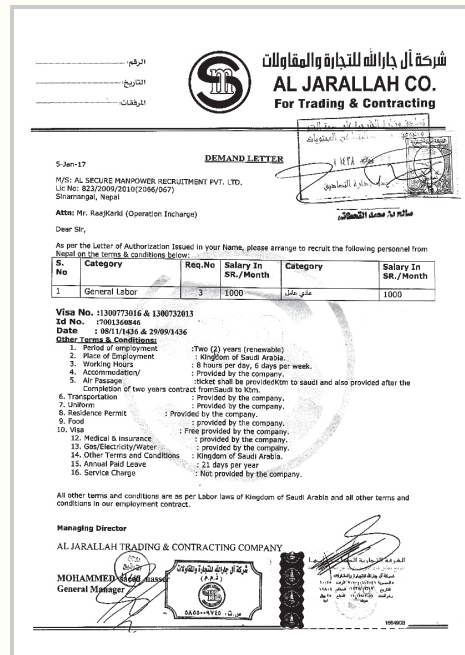 شركة آل جارالله للتجارة والمقاولات
AL JARALLAH CO.
For Trading & Contracting
الرقم:
التاريخ:
المرفقات:
DEMAND LETTER
5-Jan-17
M/S: AL SECURE MANPOWER RECRUITMENT PVT. LTD.
Lic No: 823/2009/2010(2066/067)
Sinamangal, Nepal
Attn: Mr. RaajKarki (Operation Incharge)
Dear Sir,
As per the Letter of Authorization Issued in your Name, please arrange to recruit the following personnel from
Nepal on the terms & conditions below:
S. No Category Req.No Salary In SR./Month Category Salary In SR./Month
1 General Labor 3 1000 عادي عامل 1000
Visa No. :1300773016 & 1300732013
Id No. :7001360846
Date : 08/11/1436 & 29/09/1436
Other Terms & Conditions:
1. Period of employment :Two (2) years (renewable)
2. Place of Employment : Kingdom of Saudi Arabia.
3. Working Hours : 8 hours per day, 6 days per week.
4. Accommodation/ : Provided by the company.
5. Air Passage :ticket shall be providedKtm to saudi and also provided after the
Completion of two years contract fromSaudi to Ktm.
6. Transportation : Provided by the company.
7. Uniform : Provided by the company.
8. Residence Permit : Provided by the company.
9. Food : provided by the company.
10. Visa : Free provided by the company.
12. Medical & insurance : provided by the company.
13. Gas/Electricity/Water : provided by the company.
14. Other Terms and Conditions : Kingdom of Saudi Arabia.
15. Annual Paid Leave : 21 days per year
16. Service Charge : Not provided by the company.
All other terms and conditions are as per Labor laws of Kingdom of Saudi Arabia and all other terms and
conditions in our employment contract.
Managing Director
AL JARALLAH TRADING & CONTRACTING COMPANY
MOHAMMED saeed nasser
General Manager
شركة آل جارالله للتجارة والمقاولات